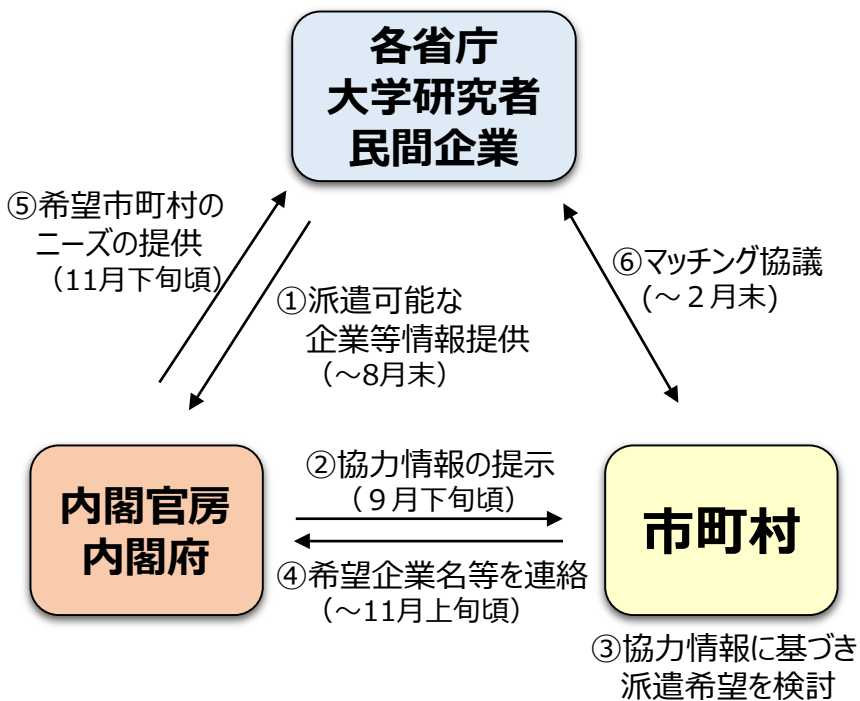 各省庁
大学研究者
民間企業
⑤希望市町村の
ニーズの提供
（11月下旬頃）
①派遣可能な
企業等情報提供
（～8月末）
⑥マッチング協議
(～２月末)
内閣官房
内閣府
②協力情報の提示
（９月下旬頃）
④希望企業名等を連絡
（～11月上旬頃）
市町村
③協力情報に基づき
派遣希望を検討